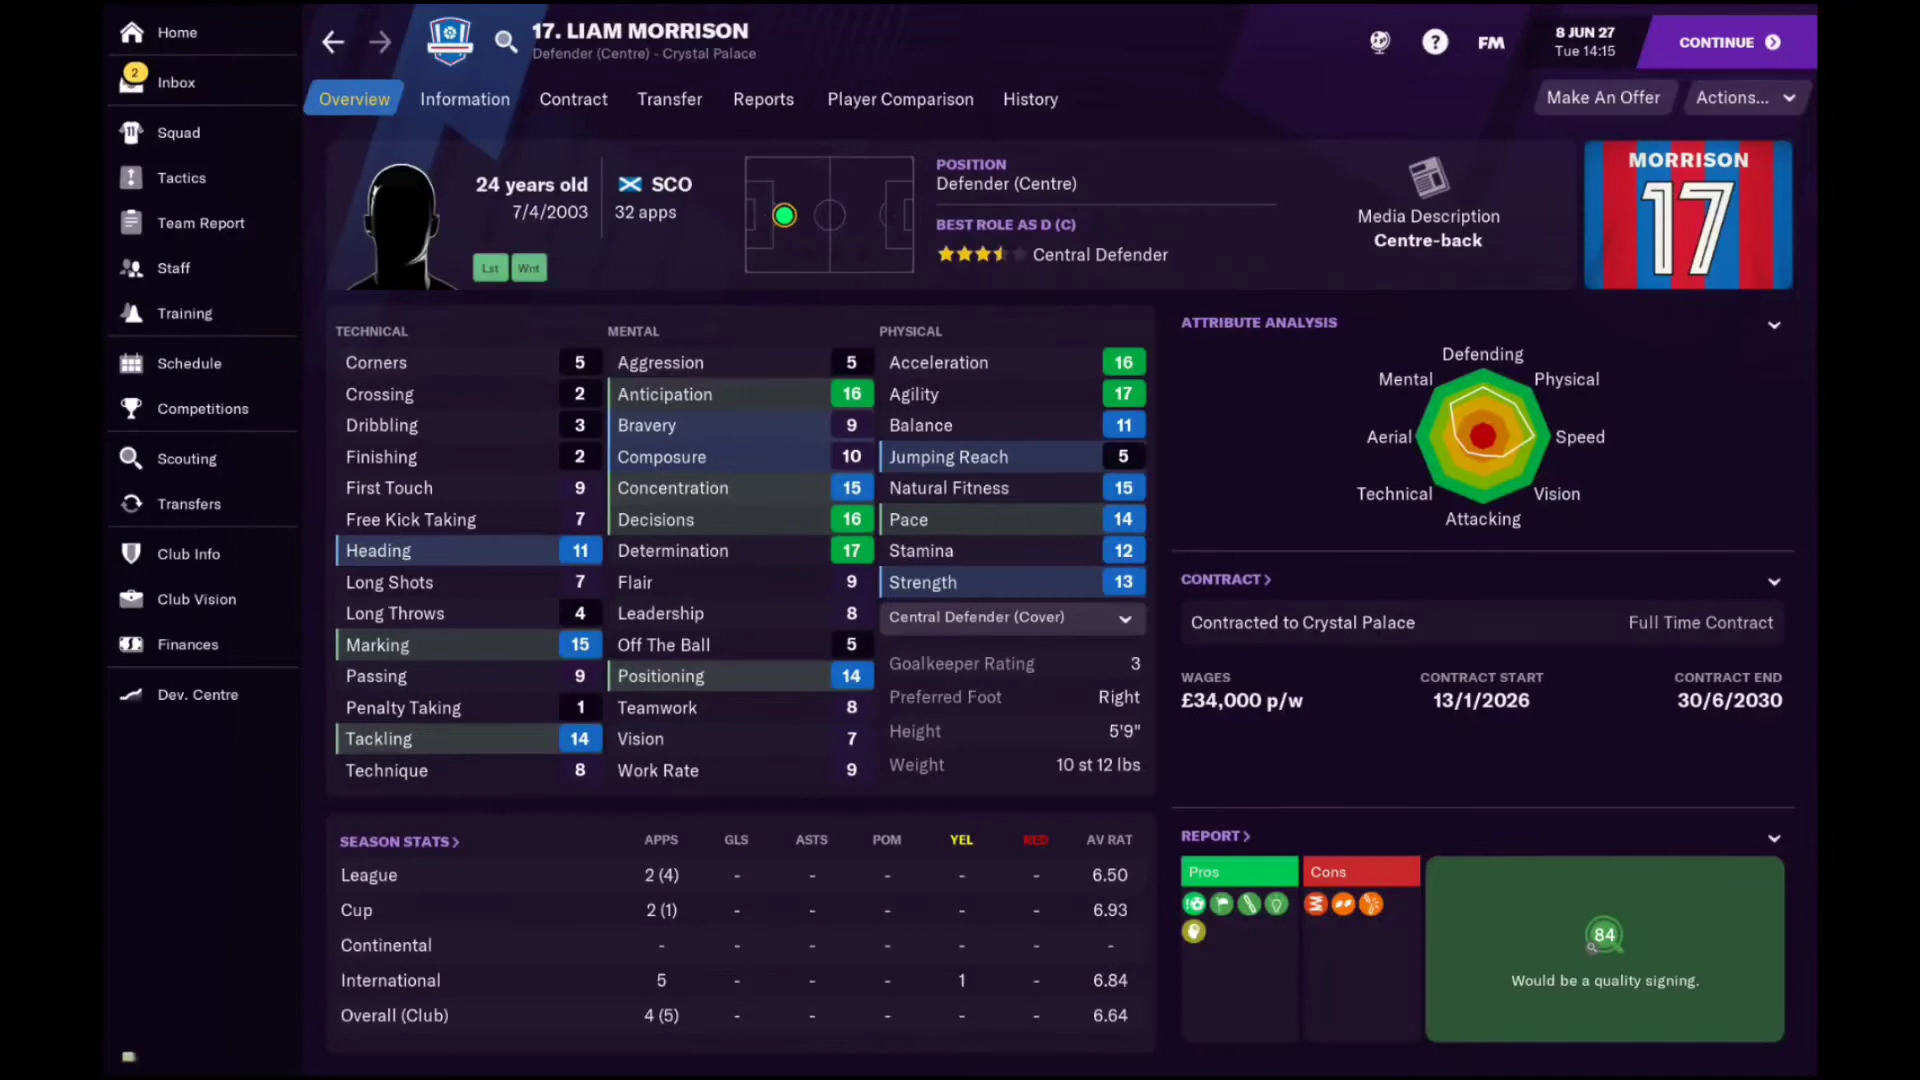 Home
2
Inbox
11
Squad
Tactics
Team Report
Staff
Training
Schedule
Competitions
Scouting
Transfers
Club Info
Club Vision
Finances
Dev. Centre
17. LIAM MORRISON
Defender (Centre) - Crystal Palace
?
FM
8 JUN 27
Tue 14:15
CONTINUE
Overview
Information
Contract
Transfer
Reports
Player Comparison
History
Make An Offer
Actions...
24 years old
7/4/2003
SCO
32 apps
Lst
Wnt
POSITION
Defender (Centre)
BEST ROLE AS D (C)
Central Defender
Media Description
Centre-back
MORRISON
17
TECHNICAL
Corners 5
Crossing 2
Dribbling 3
Finishing 2
First Touch 9
Free Kick Taking 7
Heading 11
Long Shots 7
Long Throws 4
Marking 15
Passing 9
Penalty Taking 1
Tackling 14
Technique 8
MENTAL
Aggression 5
Anticipation 16
Bravery 9
Composure 10
Concentration 15
Decisions 16
Determination 17
Flair 9
Leadership 8
Off The Ball 5
Positioning 14
Teamwork 8
Vision 7
Work Rate 9
PHYSICAL
Acceleration 16
Agility 17
Balance 11
Jumping Reach 5
Natural Fitness 15
Pace 14
Stamina 12
Strength 13
Central Defender (Cover)
Goalkeeper Rating 3
Preferred Foot Right
Height 5'9"
Weight 10 st 12 lbs
ATTRIBUTE ANALYSIS
Defending
Mental Physical
Aerial Speed
Technical Vision
Attacking
CONTRACT >
Contracted to Crystal Palace Full Time Contract
WAGES CONTRACT START CONTRACT END
£34,000 p/w 13/1/2026 30/6/2030
SEASON STATS > APPS GLS ASTS POM YEL RED AV RAT
League 2 (4) - - - - - 6.50
Cup 2 (1) - - - - - 6.93
Continental - - - - - - -
International 5 - - - 1 - 6.84
Overall (Club) 4 (5) - - - - - 6.64
REPORT >
Pros Cons
84
Would be a quality signing.